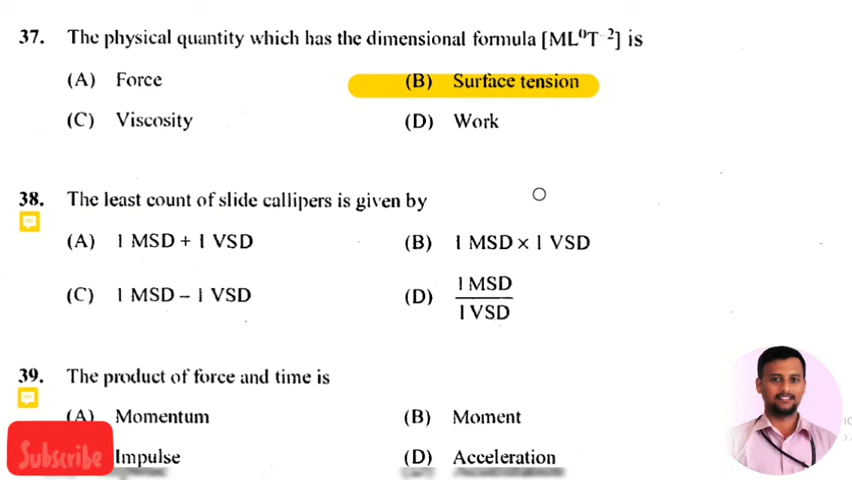 37. The physical quantity which has the dimensional formula [ML⁰T⁻²] is
(A) Force (B) Surface tension
(C) Viscosity (D) Work
38. The least count of slide callipers is given by
(A) 1 MSD + 1 VSD (B) 1 MSD × 1 VSD
(C) 1 MSD – 1 VSD (D) 1 MSD
1 VSD
39. The product of force and time is
(A) Momentum (B) Moment
Subscribe Impulse (D) Acceleration